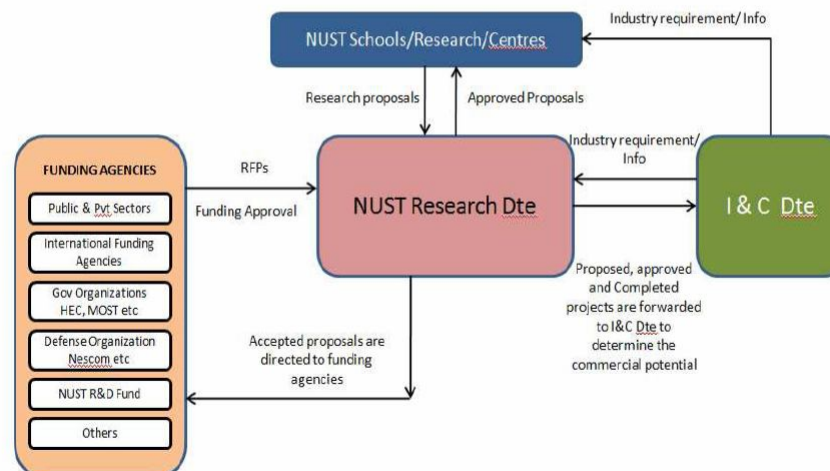 Industry requirement/ Info
NUST Schools/Research/Centres
Research proposals
Approved Proposals
FUNDING AGENCIES
Public & Pvt Sectors
International Funding
Agencies
Gov Organizations
HEC, MOST etc
Defense Organization
Nescom etc
NUST R&D Fund
Others
RFPs
Funding Approval
NUST Research Dte
Industry requirement/
Info
I & C Dte
Proposed, approved
and Completed
projects are forwarded
to I&C Dte to
determine the
commercial potential
Accepted proposals are
directed to funding
agencies